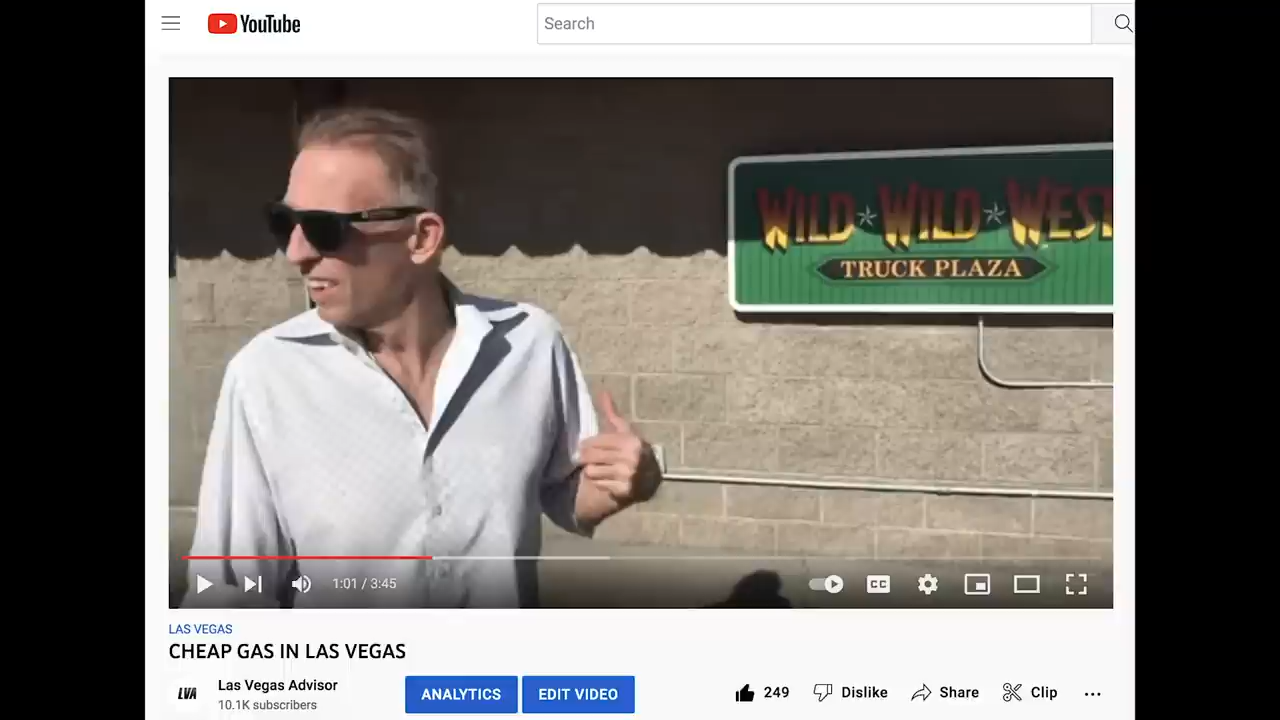 YouTube
Search
WILD WILD WEST
TRUCK PLAZA
1:01 / 3:45
CC
LAS VEGAS
CHEAP GAS IN LAS VEGAS
LVA
Las Vegas Advisor
10.1K subscribers
ANALYTICS
EDIT VIDEO
249
Dislike
Share
Clip